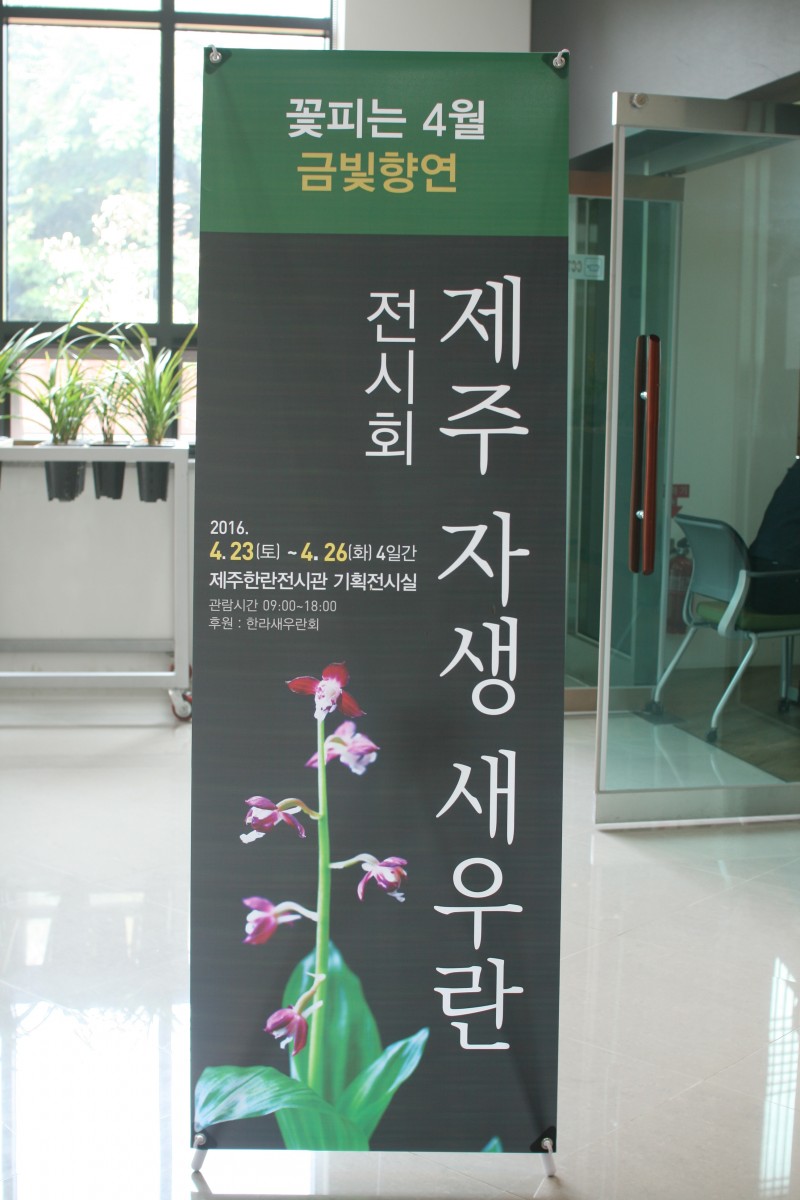 꽃피는 4월
금빛향연
제주 자생 새우란
전시회
2016.
4.23(토) ~4.26(화) 4일간
제주한란전시관 기획전시실
관람시간 09:00~18:00
후원 : 한라새우란회